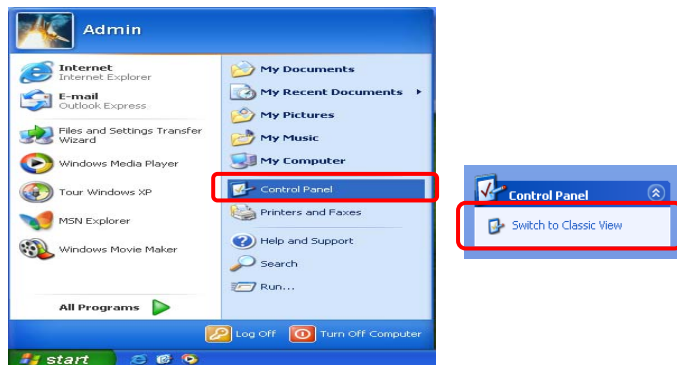 Admin
Internet
Internet Explorer
E-mail
Outlook Express
Files and Settings Transfer
Wizard
Windows Media Player
Tour Windows XP
MSN Explorer
Windows Movie Maker
All Programs
My Documents
My Recent Documents
My Pictures
My Music
My Computer
Control Panel
Printers and Faxes
Help and Support
Search
Run...
Log Off
Turn Off Computer
start
Control Panel
Switch to Classic View